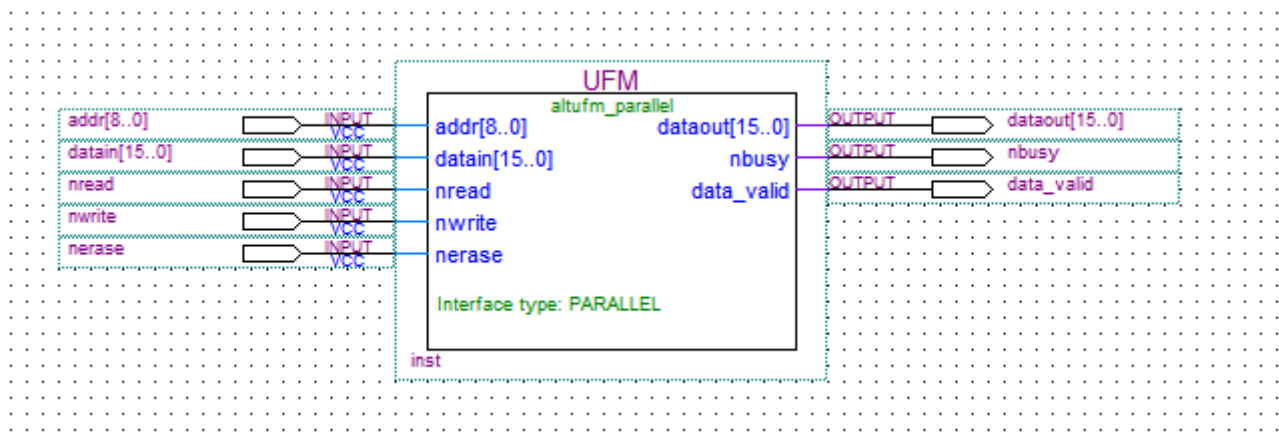 UFM
altufm_parallel
addr[8..0] INPUT VCC addr[8..0] dataout[15..0] OUTPUT dataout[15..0]
datain[15..0] INPUT VCC datain[15..0] nbusy OUTPUT nbusy
nread INPUT VCC nread data_valid OUTPUT data_valid
nwrite INPUT VCC nwrite
nerase INPUT VCC nerase
Interface type: PARALLEL
inst